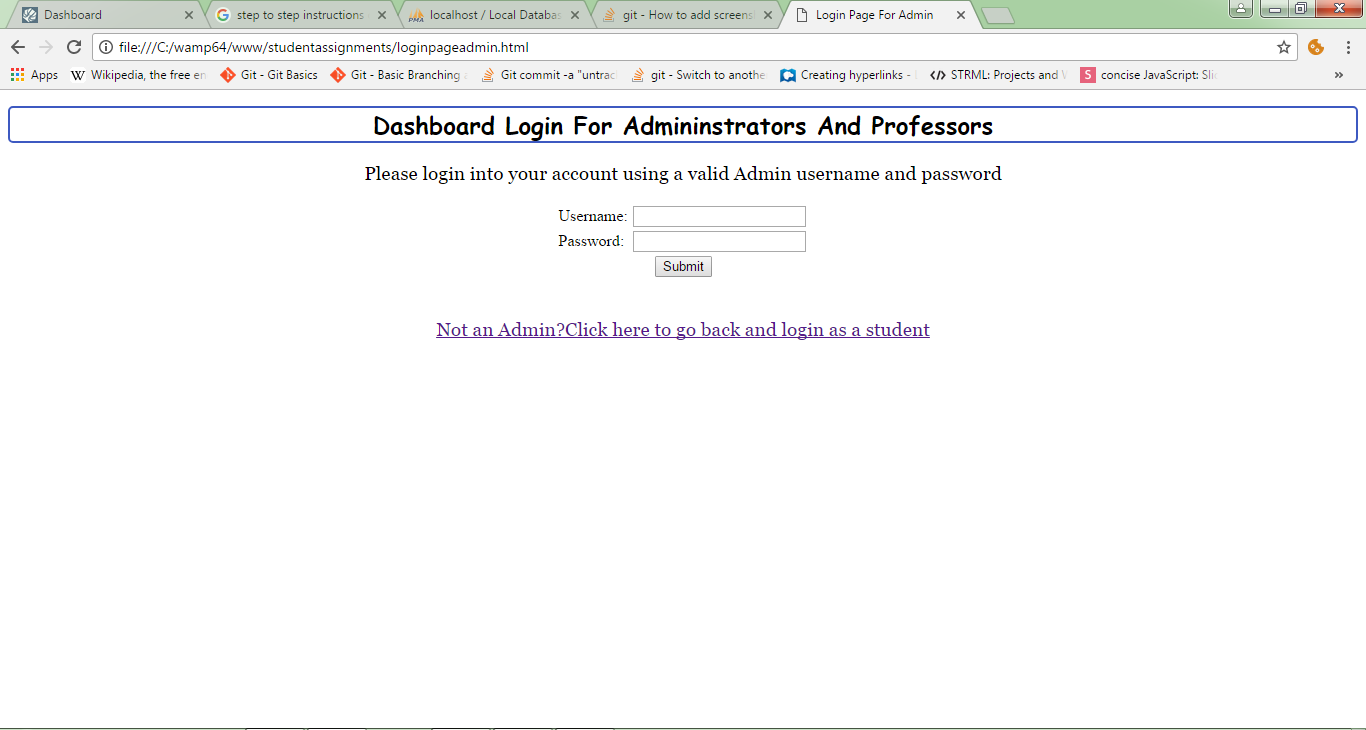 Dashboard
step to step instructions
localhost / Local Databas
git - How to add screens
Login Page For Admin
file:///C:/wamp64/www/studentassignments/loginpageadmin.html
Apps
W Wikipedia, the free en
Git - Git Basics
Git - Basic Branching
Git commit -a "untrac
git - Switch to anothe
Creating hyperlinks -
</> STRML: Projects and
S concise JavaScript: Sli
»
Dashboard Login For Admininstrators And Professors
Please login into your account using a valid Admin username and password
Username:
Password:
Submit
Not an Admin?Click here to go back and login as a student